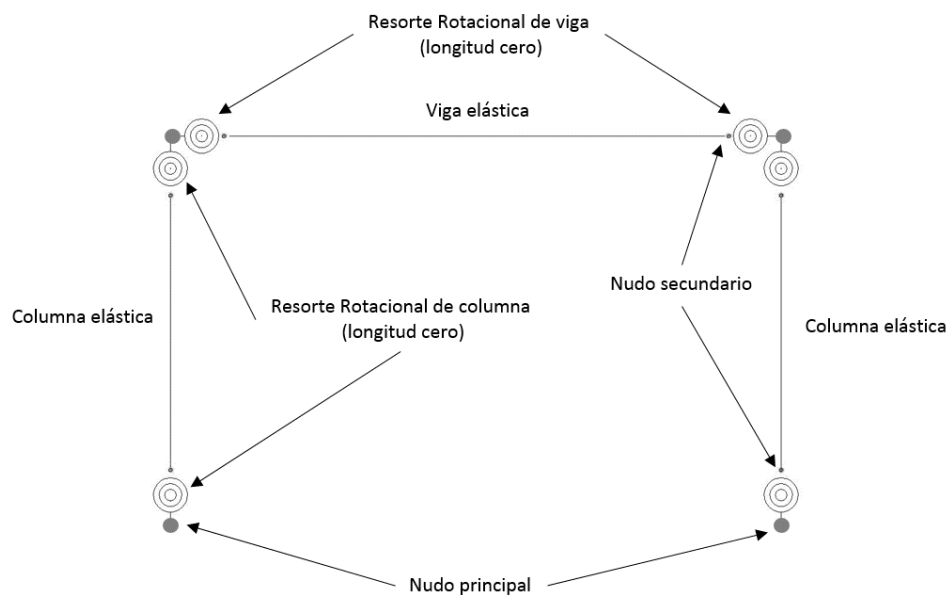 Resorte Rotacional de viga
(longitud cero)
Viga elástica
Resorte Rotacional de columna
(longitud cero)
Nudo secundario
Columna elástica
Columna elástica
Nudo principal